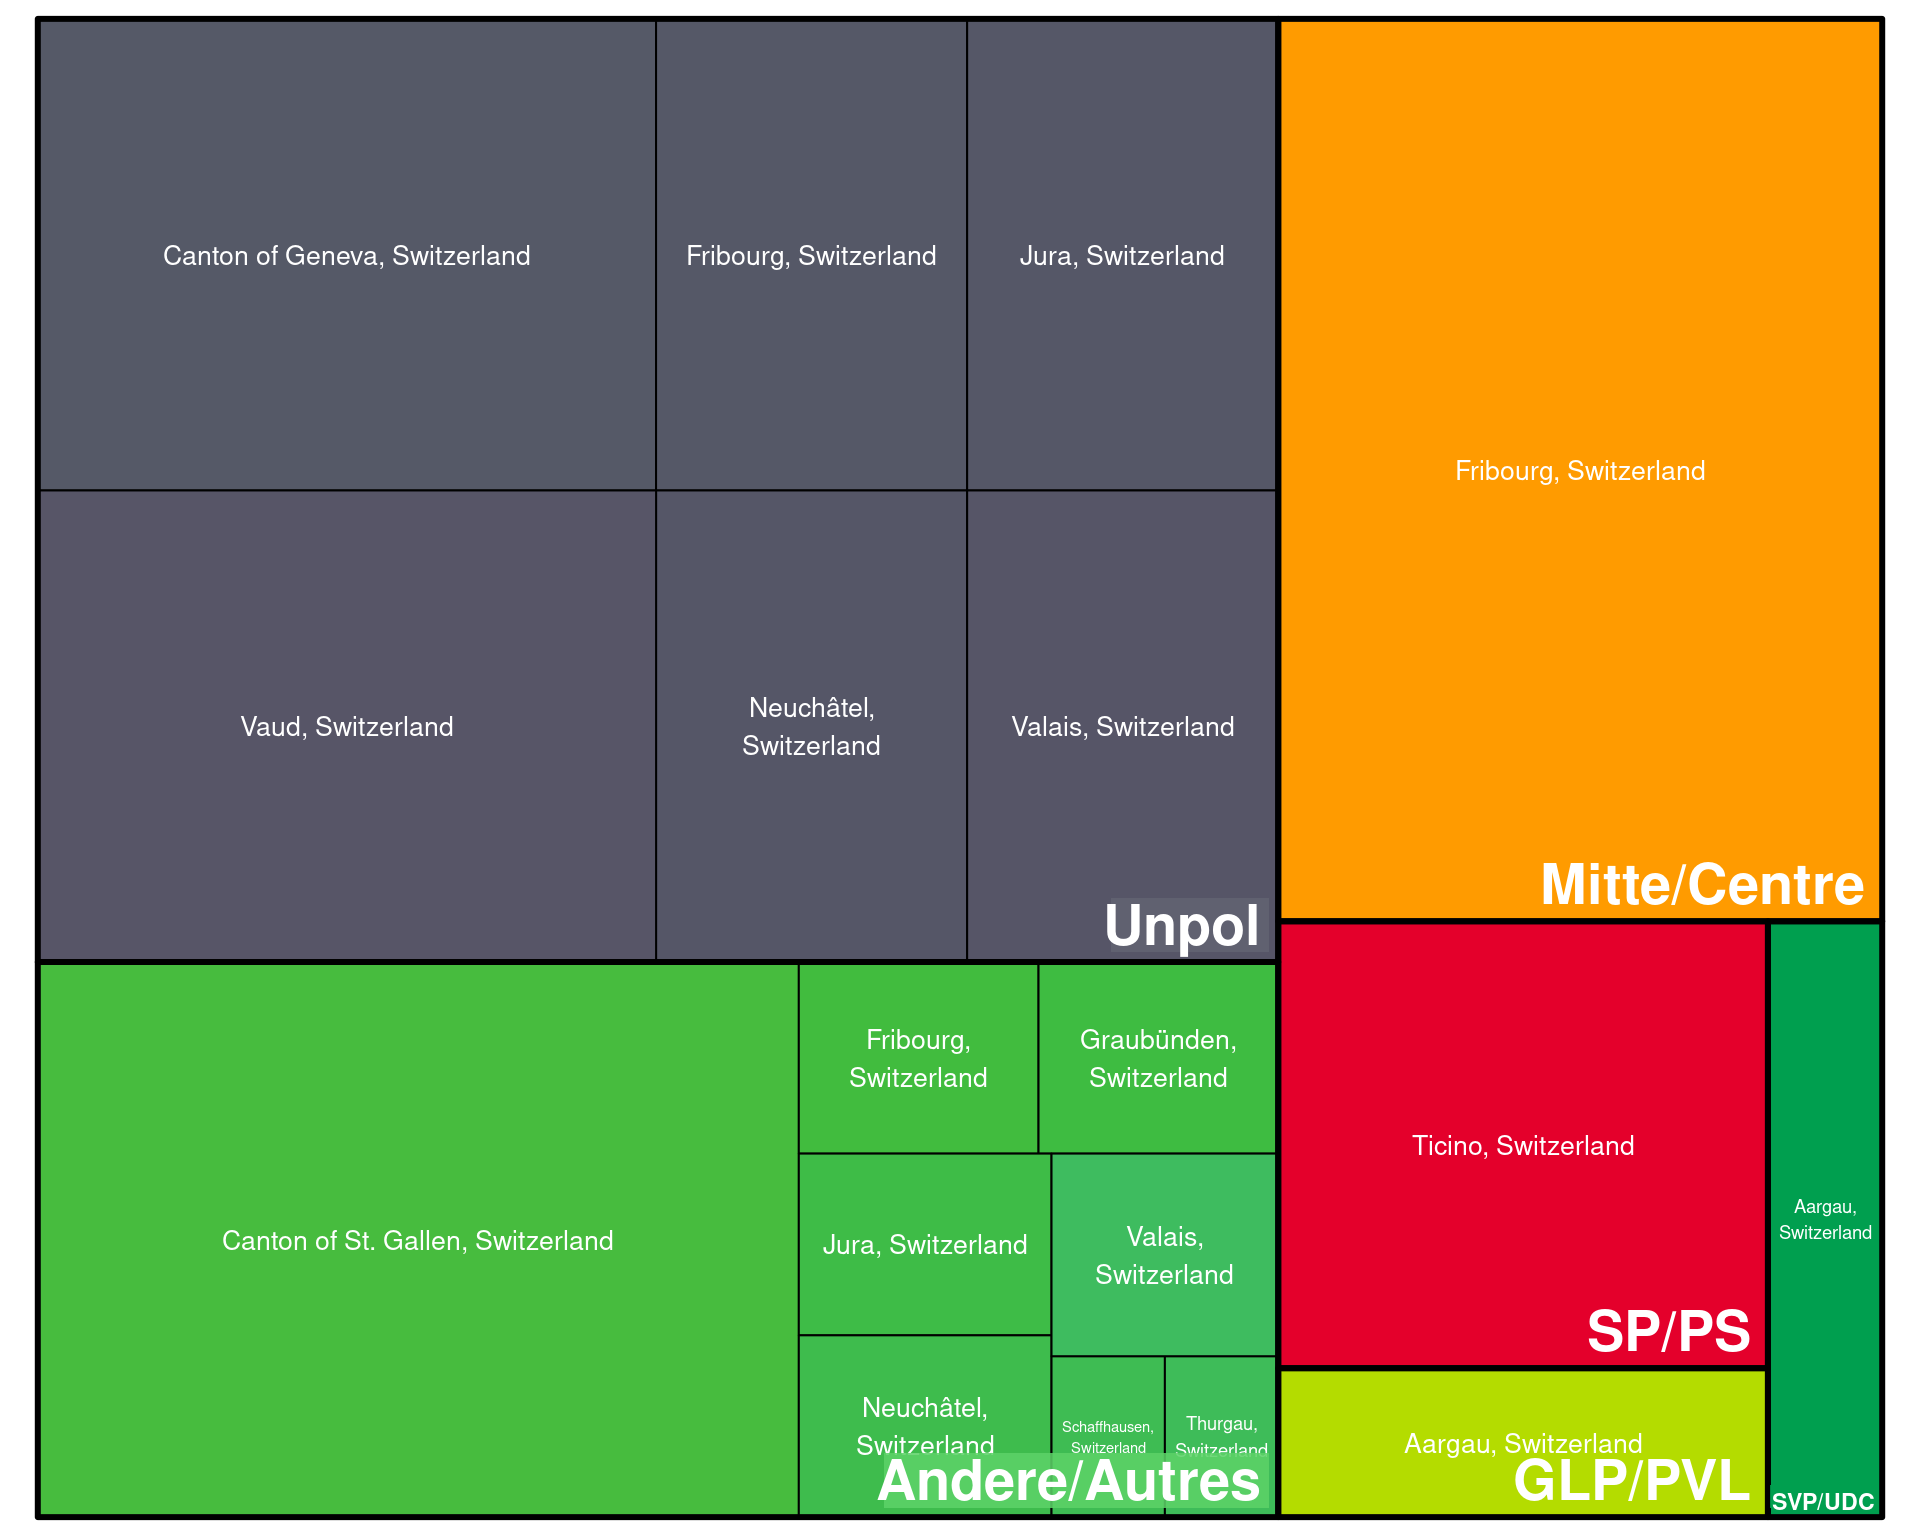 Canton of Geneva, Switzerland
Fribourg, Switzerland
Jura, Switzerland
Vaud, Switzerland
Neuchâtel,
Switzerland
Valais, Switzerland
Unpol
Fribourg, Switzerland
Mitte/Centre
Canton of St. Gallen, Switzerland
Fribourg,
Switzerland
Graubünden,
Switzerland
Jura, Switzerland
Valais,
Switzerland
Neuchâtel,
Switzerland
Schaffhausen,
Switzerland
Thurgau,
Switzerland
Andere/Autres
Ticino, Switzerland
SP/PS
Aargau,
Switzerland
SVP/UDC
Aargau, Switzerland
GLP/PVL